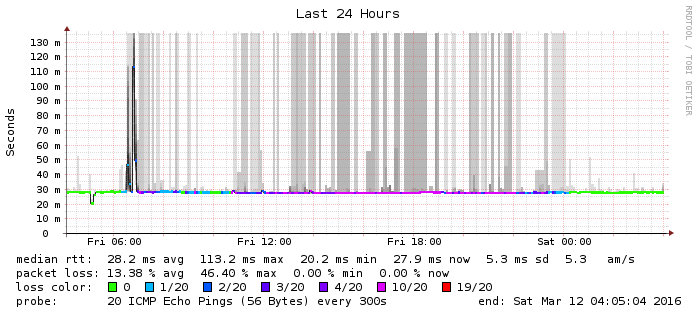 Last 24 Hours
RRDTOOL / TOBI OETIKER
Seconds
130 m
120 m
110 m
100 m
90 m
80 m
70 m
60 m
50 m
40 m
30 m
20 m
10 m
0
Fri 06:00 Fri 12:00 Fri 18:00 Sat 00:00
median rtt: 28.2 ms avg 113.2 ms max 20.2 ms min 27.9 ms now 5.3 ms sd 5.3 am/s
packet loss: 13.38 % avg 46.40 % max 0.00 % min 0.00 % now
loss color: 0 1/20 2/20 3/20 4/20 10/20 19/20
probe: 20 ICMP Echo Pings (56 Bytes) every 300s end: Sat Mar 12 04:05:04 2016